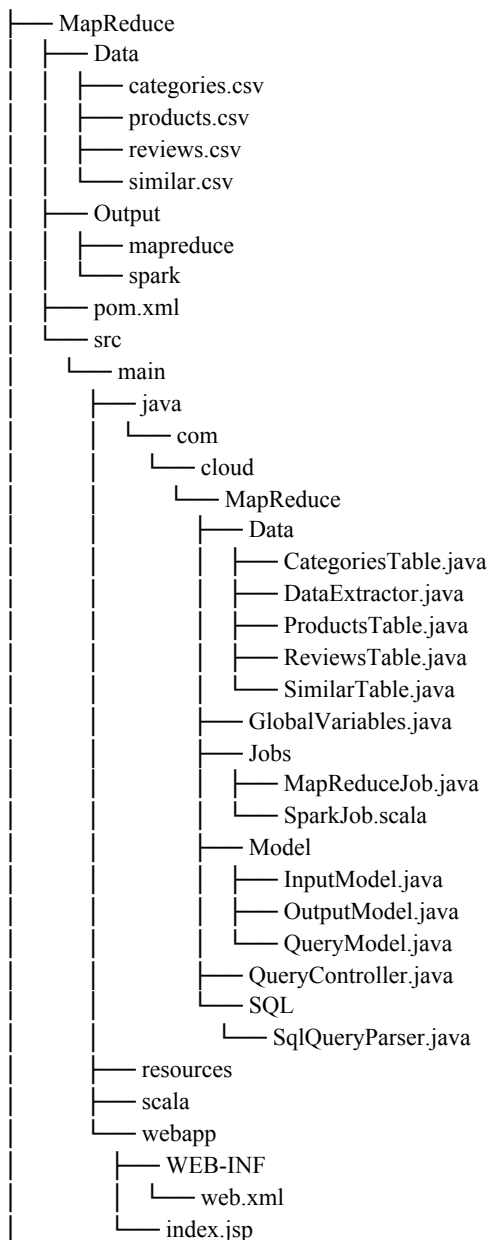 ├── MapReduce
│   ├── Data
│   │   ├── categories.csv
│   │   ├── products.csv
│   │   ├── reviews.csv
│   │   └── similar.csv
│   ├── Output
│   │   ├── mapreduce
│   │   └── spark
│   ├── pom.xml
│   └── src
│       └── main
│           ├── java
│           │   └── com
│           │       └── cloud
│           │           └── MapReduce
│           │               ├── Data
│           │               │   ├── CategoriesTable.java
│           │               │   ├── DataExtractor.java
│           │               │   ├── ProductsTable.java
│           │               │   ├── ReviewsTable.java
│           │               │   └── SimilarTable.java
│           │               ├── GlobalVariables.java
│           │               ├── Jobs
│           │               │   ├── MapReduceJob.java
│           │               │   └── SparkJob.scala
│           │               ├── Model
│           │               │   ├── InputModel.java
│           │               │   ├── OutputModel.java
│           │               │   └── QueryModel.java
│           │               ├── QueryController.java
│           │               └── SQL
│           │                   └── SqlQueryParser.java
│           ├── resources
│           ├── scala
│           └── webapp
│               ├── WEB-INF
│               │   └── web.xml
│               └── index.jsp